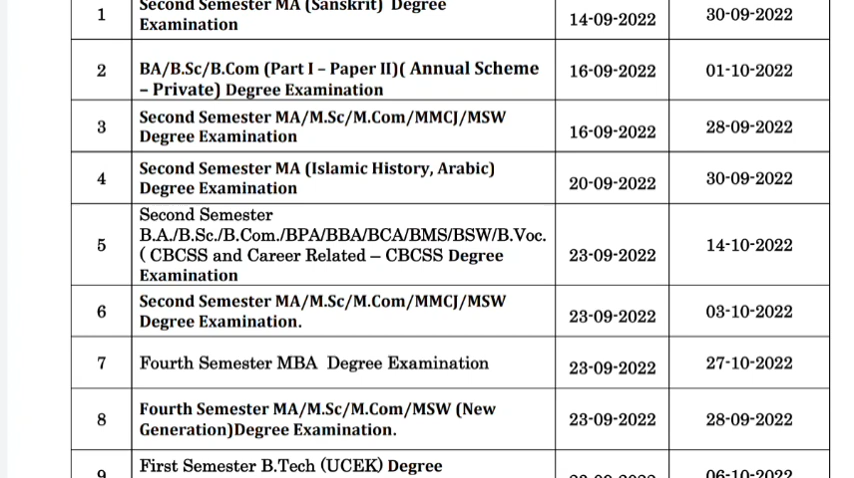 Second Semester MA (Sanskrit) Degree
1 Examination 14-09-2022 30-09-2022
2 BA/B.Sc/B.Com (Part I – Paper II)( Annual Scheme 16-09-2022 01-10-2022
– Private) Degree Examination
3 Second Semester MA/M.Sc/M.Com/MMCJ/MSW 16-09-2022 28-09-2022
Degree Examination
4 Second Semester MA (Islamic History, Arabic) 20-09-2022 30-09-2022
Degree Examination
Second Semester
5 B.A./B.Sc./B.Com./BPA/BBA/BCA/BMS/BSW/B.Voc. 14-10-2022
( CBCSS and Career Related – CBCSS Degree 23-09-2022
Examination
6 Second Semester MA/M.Sc/M.Com/MMCJ/MSW 23-09-2022 03-10-2022
Degree Examination.
7 Fourth Semester MBA Degree Examination 23-09-2022 27-10-2022
8 Fourth Semester MA/M.Sc/M.Com/MSW (New 23-09-2022 28-09-2022
Generation)Degree Examination.
9 First Semester B.Tech (UCEK) Degree 06-10-2022